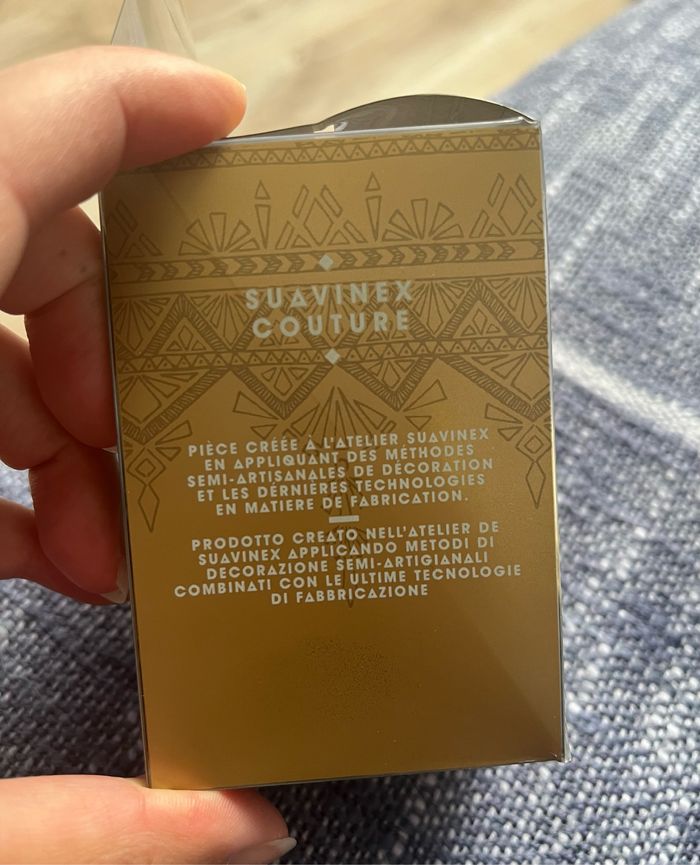 SUAVINEX
COUTURE
PIÈCE CRÉÉE À L'ATELIER SUAVINEX
EN APPLIQUANT DES MÉTHODES
SEMI-ARTISANALES DE DÉCORATION
ET LES DÉRNIÈRES TECHNOLOGIES
EN MATIERE DE FABRICATION.
PRODOTTO CREATO NELL'ATELIER DE
SUAVINEX APPLICANDO METODI DI
DECORAZIONE SEMI-ARTIGIANALI
COMBINATI CON LE ULTIME TECNOLOGIE
DI FABBRICAZIONE